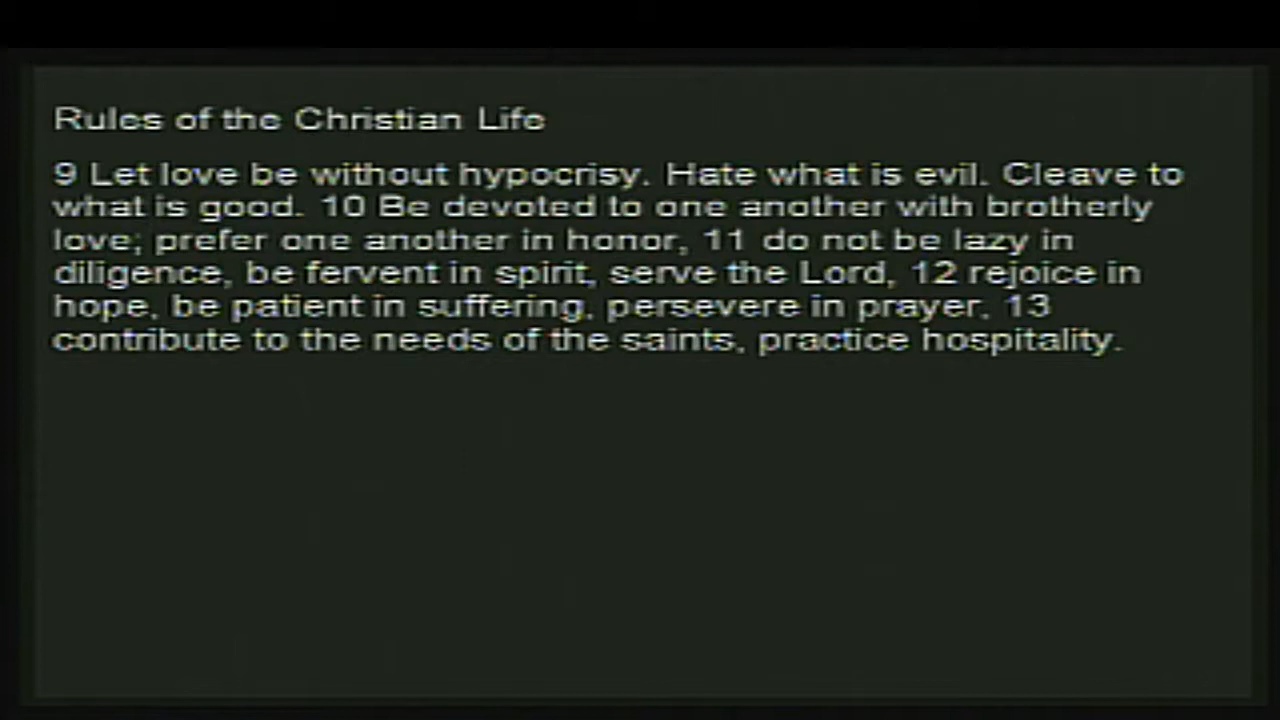 Rules of the Christian Life
9 Let love be without hypocrisy. Hate what is evil. Cleave to
what is good. 10 Be devoted to one another with brotherly
love; prefer one another in honor, 11 do not be lazy in
diligence, be fervent in spirit, serve the Lord, 12 rejoice in
hope, be patient in suffering, persevere in prayer, 13
contribute to the needs of the saints, practice hospitality.